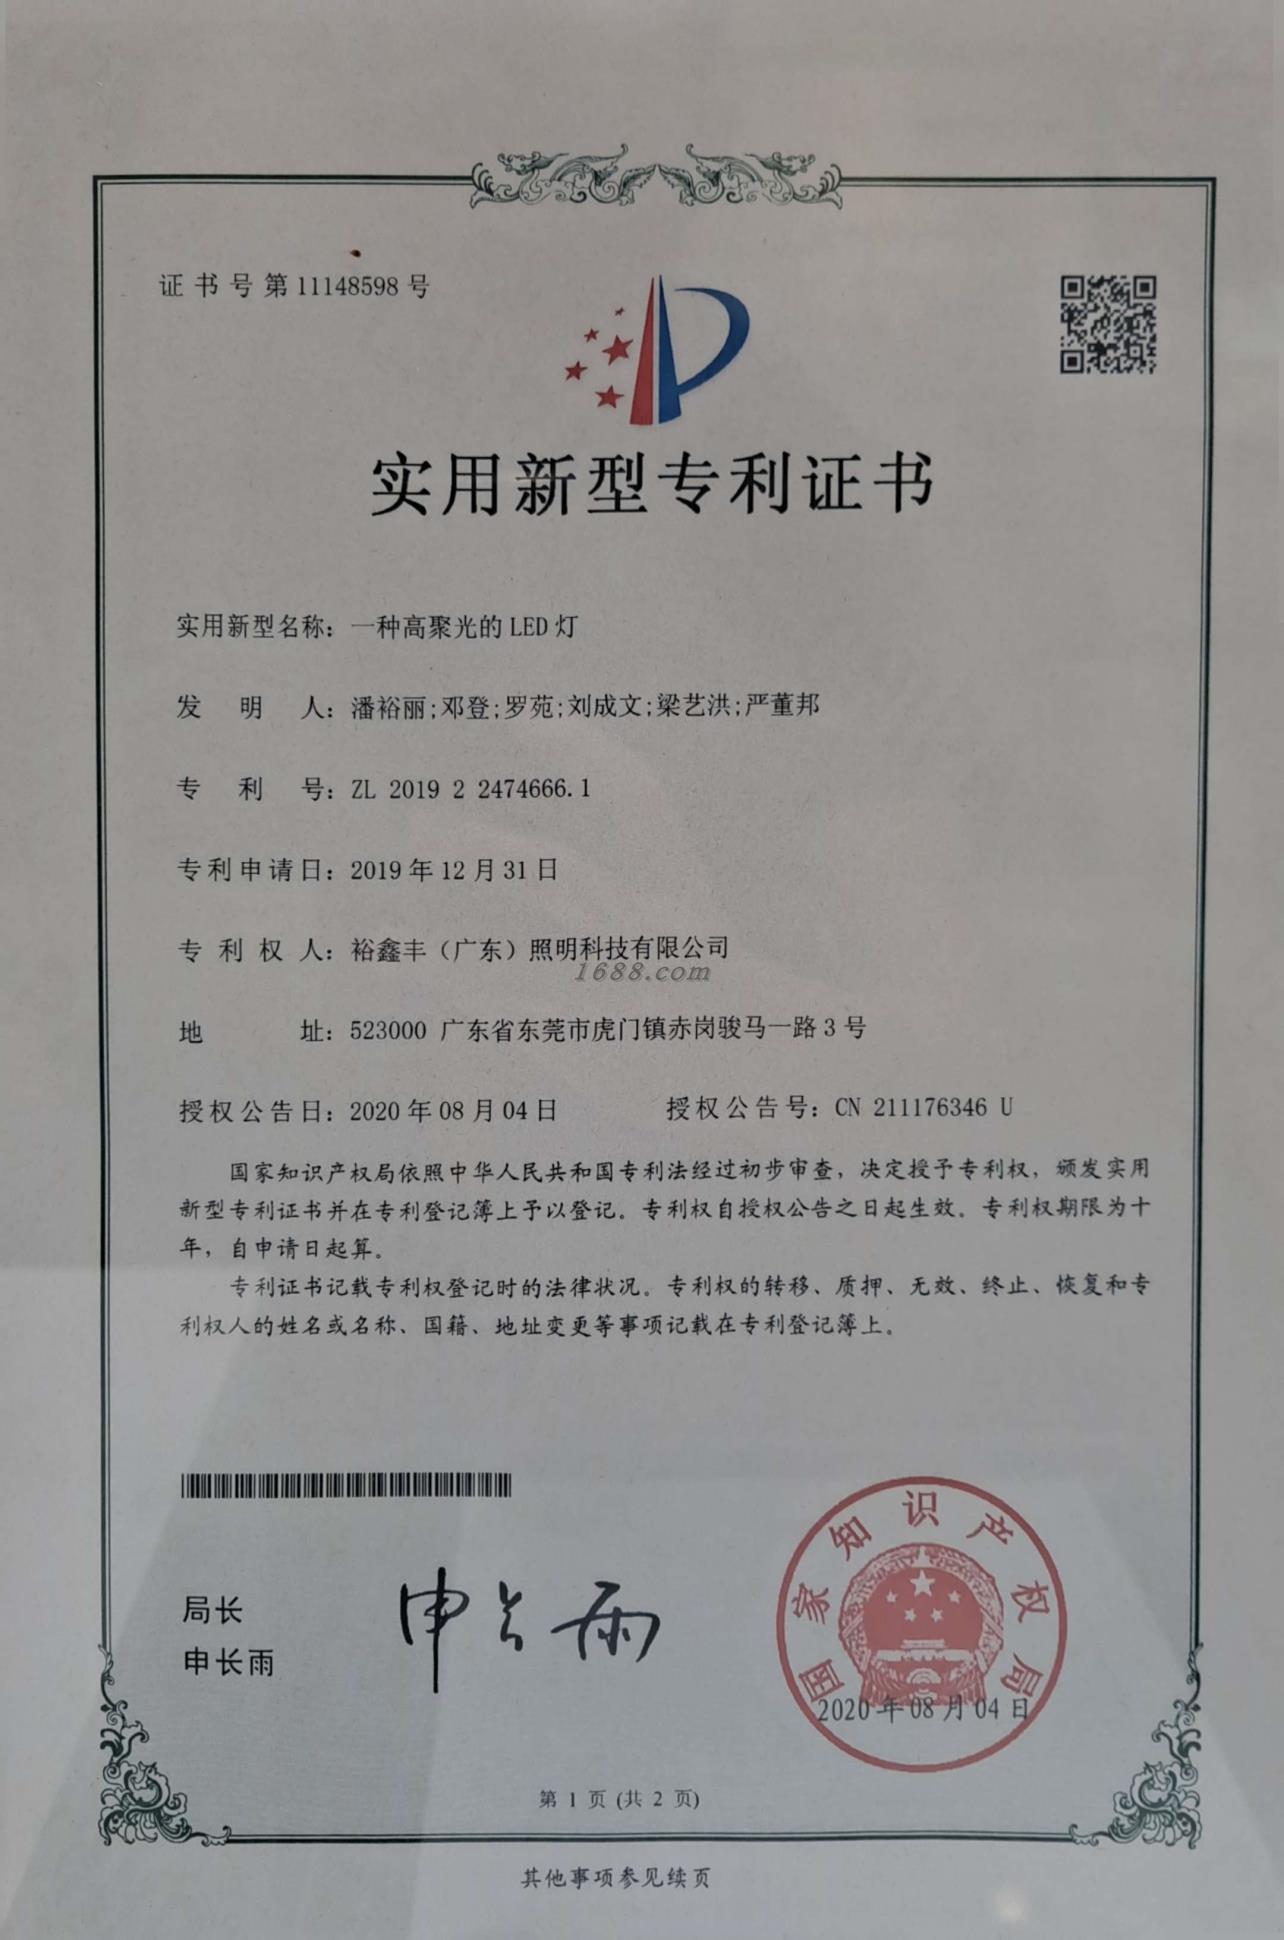 证书号第11148598号
实用新型专利证书
实用新型名称：一种高聚光的LED灯
发明人：潘裕丽;邓登;罗苑;刘成文;梁艺洪;严董邦
专利号：ZL 2019 2 2474666.1
专利申请日：2019年12月31日
专利权人：裕鑫丰（广东）照明科技有限公司
1688.com
地址：523000 广东省东莞市虎门镇赤岗骏马一路3号
授权公告日：2020年08月04日 授权公告号：CN 211176346 U
国家知识产权局依照中华人民共和国专利法经过初步审查，决定授予专利权，颁发实用
新型专利证书并在专利登记簿上予以登记。专利权自授权公告之日起生效。专利权期限为十
年，自申请日起算。
专利证书记载专利权登记时的法律状况。专利权的转移、质押、无效、终止、恢复和专
利权人的姓名或名称、国籍、地址变更等事项记载在专利登记簿上。
局长
申长雨
申长雨
国家知识产权局
2020年08月04日
第 1 页 (共 2 页)
其他事项参见续页